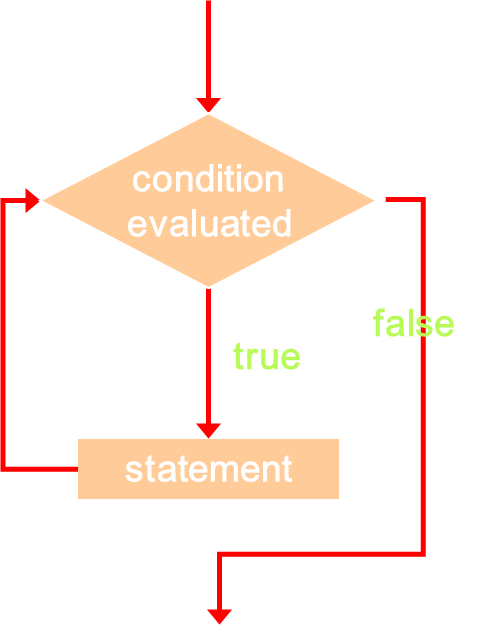 condition
evaluated
false
true
statement